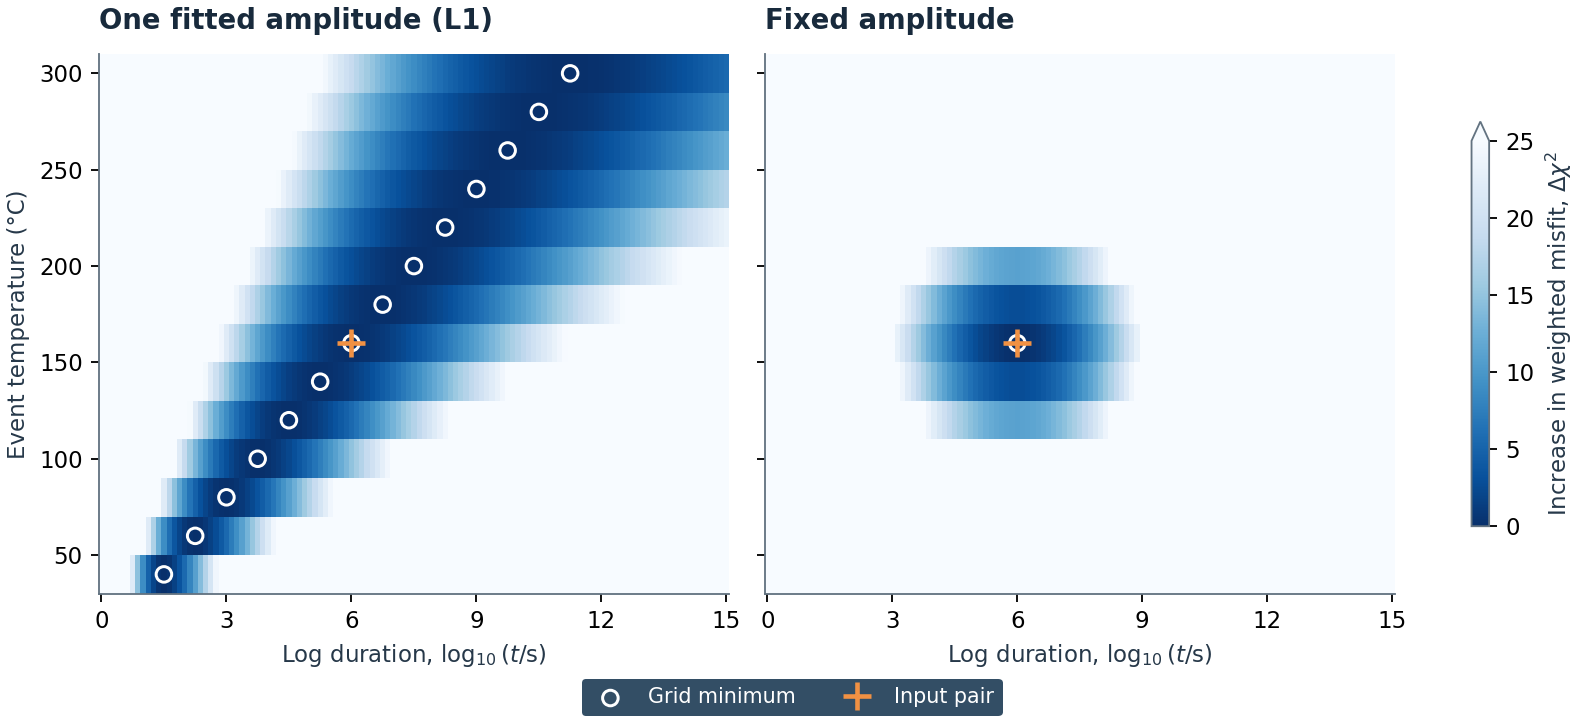 One fitted amplitude (L1)
Fixed amplitude
300
250
200
150
100
50
Event temperature (°C)
0 3 6 9 12 15
Log duration, log₁₀ (t/s)
0 3 6 9 12 15
Log duration, log₁₀ (t/s)
25
20
15
10
5
0
Increase in weighted misfit, Δχ²
Grid minimum
Input pair